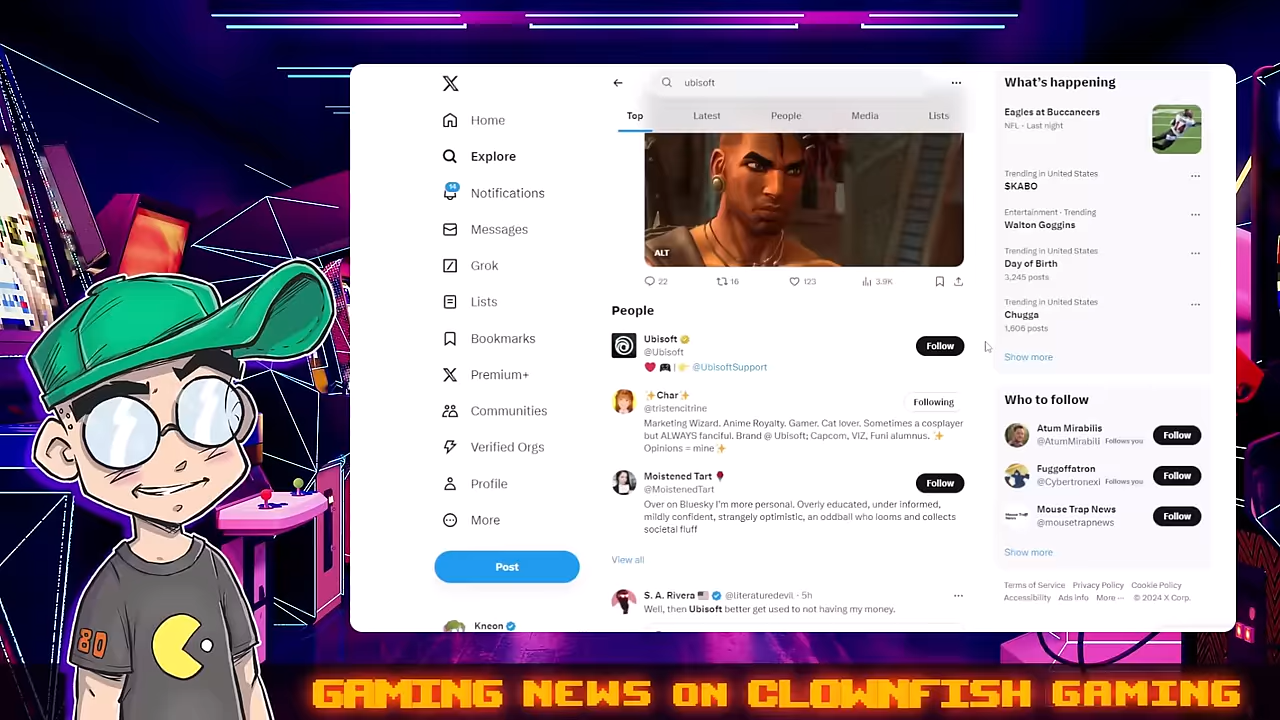 ubisoft
Top
Latest
People
Media
Lists
Home
Explore
14
Notifications
Messages
Grok
Lists
Bookmarks
Premium+
Communities
Verified Orgs
Profile
More
Post
Kneon
ALT
22
16
123
3.9K
People
Ubisoft
@Ubisoft
❤️ 🎮 | 👉 @UbisoftSupport
Follow
✨Char✨
@tristencitrine
Following
Marketing Wizard. Anime Royalty. Gamer. Cat lover. Sometimes a cosplayer
but ALWAYS fanciful. Brand @ Ubisoft; Capcom, VIZ, Funi alumnus. ✨
Opinions = mine ✨
Moistened Tart 🌹
@MoistenedTart
Follow
Over on Bluesky I'm more personal. Overly educated, under informed,
mildly confident, strangely optimistic, an oddball who looms and collects
societal fluff
View all
S. A. Rivera 🇺🇸 @literaturedevil · 5h
Well, then Ubisoft better get used to not having my money.
What's happening
Eagles at Buccaneers
NFL · Last night
Trending in United States
$KABO
Entertainment · Trending
Walton Goggins
Trending in United States
Day of Birth
3,245 posts
Trending in United States
Chugga
1,606 posts
Show more
Who to follow
Atum Mirabilis
@AtumMirabili Follows you
Follow
Fuggoffatron
@Cybertronexi Follows you
Follow
Mouse Trap News
Mouse Trap News
@mousetrapnews
Follow
Show more
Terms of Service Privacy Policy Cookie Policy
Accessibility Ads info More ··· © 2024 X Corp.
80
GAMING NEWS ON CLOWNFISH GAMING